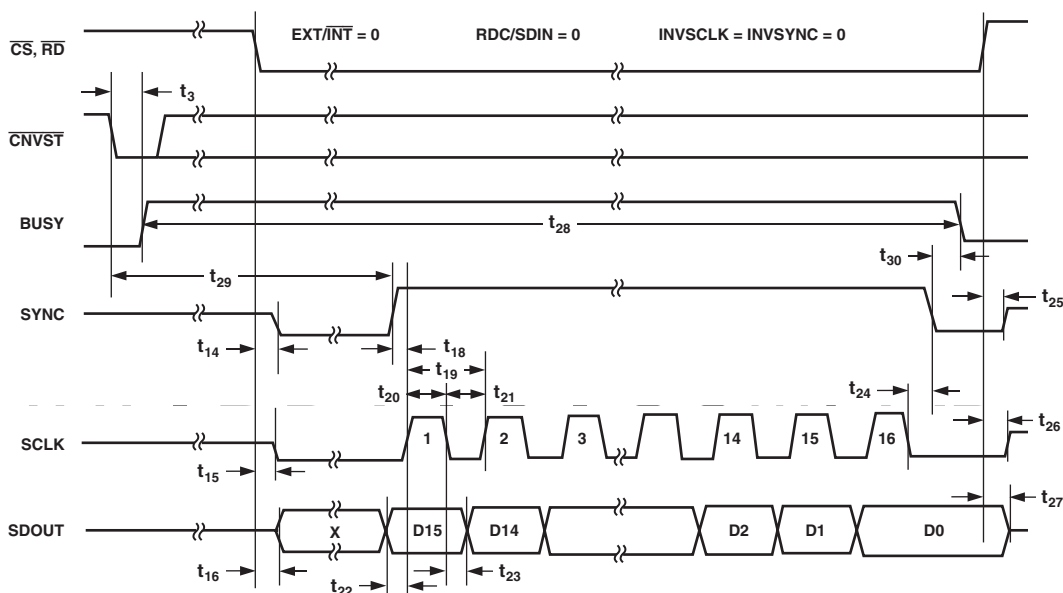 EXT/INT = 0 RDC/SDIN = 0 INVSCLK = INVSYNC = 0
CS, RD
t3
CNVST
BUSY
t28
t30
t29
t25
SYNC
t14
t18
t19
t20
t21
t24
t26
SCLK
1 2 3 14 15 16
t15
t27
SDOUT
X D15 D14 D2 D1 D0
t16
t22
t23